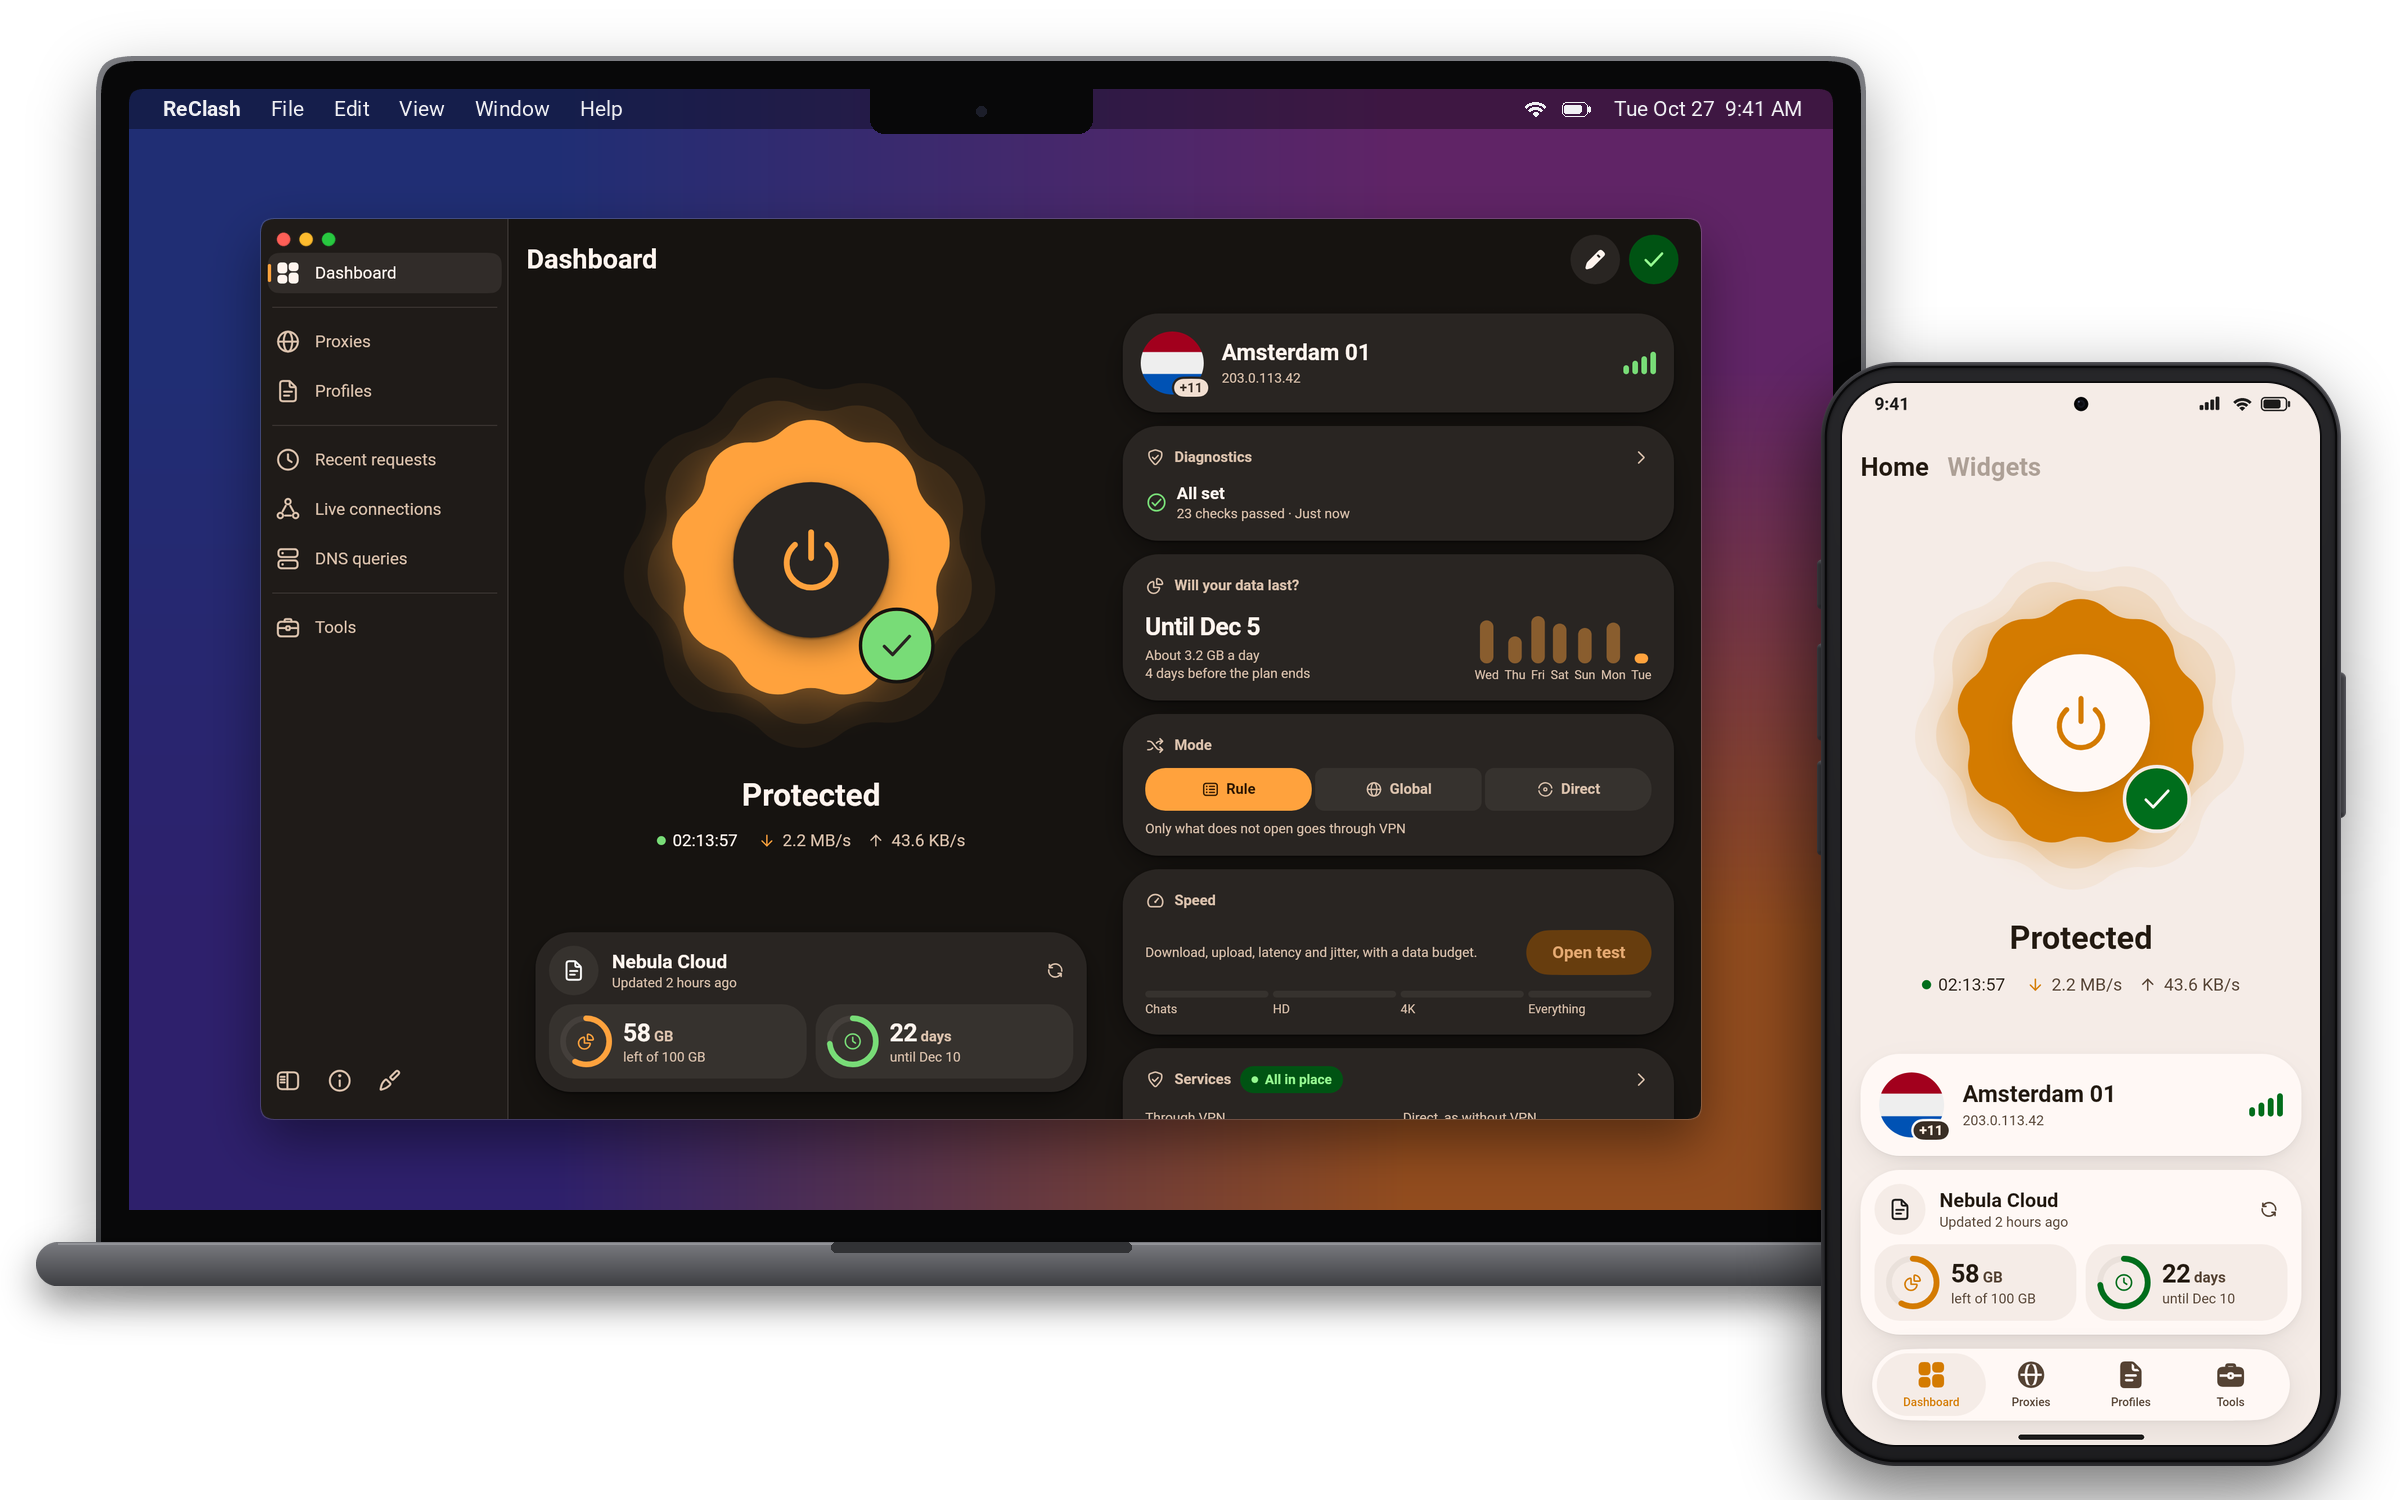 ReClash File Edit View Window Help
Tue Oct 27 9:41 AM
Dashboard
Proxies
Profiles
Recent requests
Live connections
DNS queries
Tools
Dashboard
Protected
02:13:57 2.2 MB/s 43.6 KB/s
Nebula Cloud
Updated 2 hours ago
58 GB
left of 100 GB
22 days
until Dec 10
Amsterdam 01
203.0.113.42
+11
Diagnostics
All set
23 checks passed · Just now
Will your data last?
Until Dec 5
About 3.2 GB a day
4 days before the plan ends
Wed Thu Fri Sat Sun Mon Tue
Mode
Rule Global Direct
Only what does not open goes through VPN
Speed
Download, upload, latency and jitter, with a data budget.
Open test
Chats HD 4K Everything
Services All in place
Through VPN Direct, as without VPN
9:41
Home Widgets
Protected
02:13:57 2.2 MB/s 43.6 KB/s
Amsterdam 01
203.0.113.42
+11
Nebula Cloud
Updated 2 hours ago
58 GB
left of 100 GB
22 days
until Dec 10
Dashboard Proxies Profiles Tools